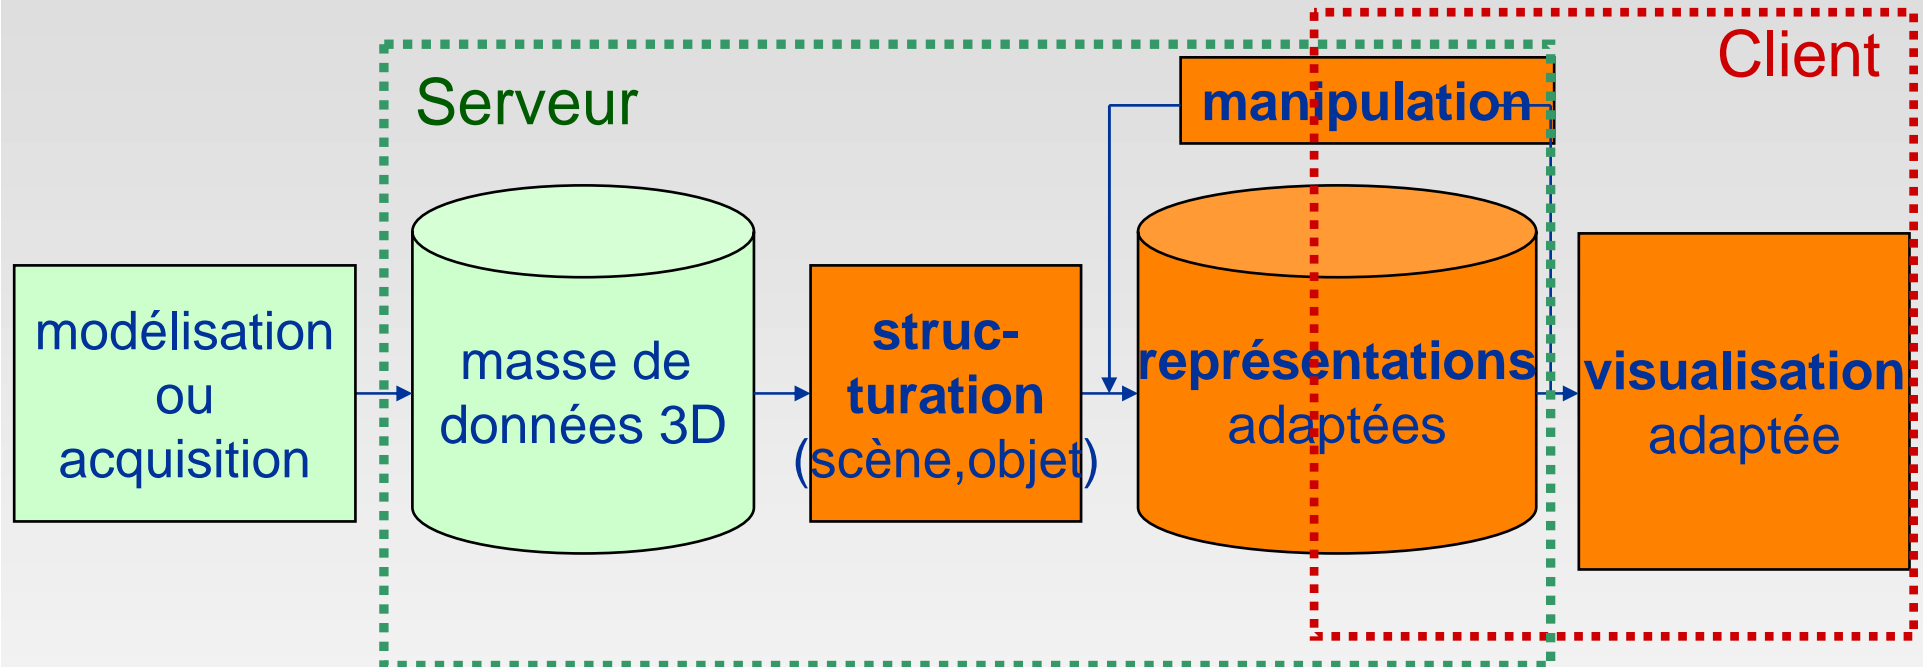 Client
Serveur
manipulation
modélisation
ou
acquisition
masse de
données 3D
struc-
turation
(scène,objet)
représentations
adaptées
visualisation
adaptée